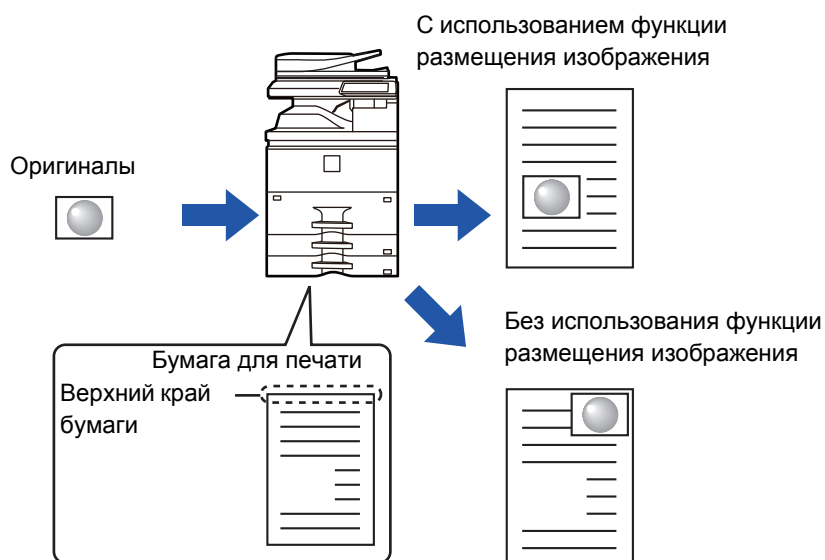 С использованием функции
размещения изображения
Оригиналы
Без использования функции
размещения изображения
Бумага для печати
Верхний край
бумаги